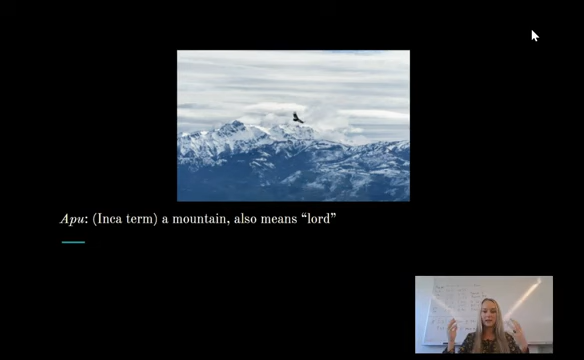 Apu: (Inca term) a mountain, also means “lord”